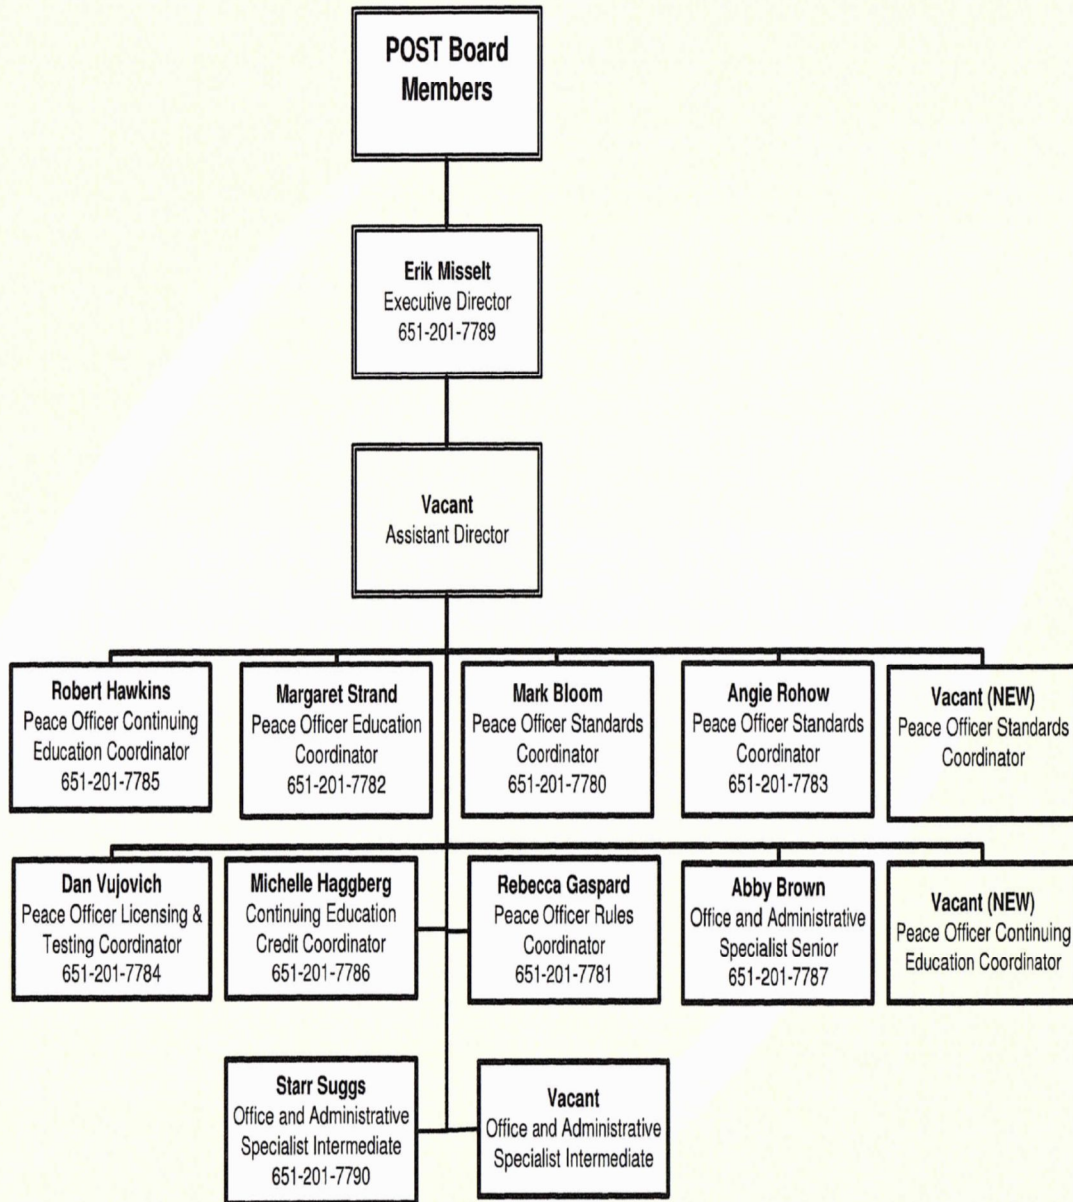 POST Board
Members
Erik Misselt
Executive Director
651-201-7789
Vacant
Assistant Director
Robert Hawkins
Peace Officer Continuing
Education Coordinator
651-201-7785
Margaret Strand
Peace Officer Education
Coordinator
651-201-7782
Mark Bloom
Peace Officer Standards
Coordinator
651-201-7780
Angie Rohow
Peace Officer Standards
Coordinator
651-201-7783
Vacant (NEW)
Peace Officer Standards
Coordinator
Dan Vujovich
Peace Officer Licensing &
Testing Coordinator
651-201-7784
Michelle Haggberg
Continuing Education
Credit Coordinator
651-201-7786
Rebecca Gaspard
Peace Officer Rules
Coordinator
651-201-7781
Abby Brown
Office and Administrative
Specialist Senior
651-201-7787
Vacant (NEW)
Peace Officer Continuing
Education Coordinator
Starr Suggs
Office and Administrative
Specialist Intermediate
651-201-7790
Vacant
Office and Administrative
Specialist Intermediate